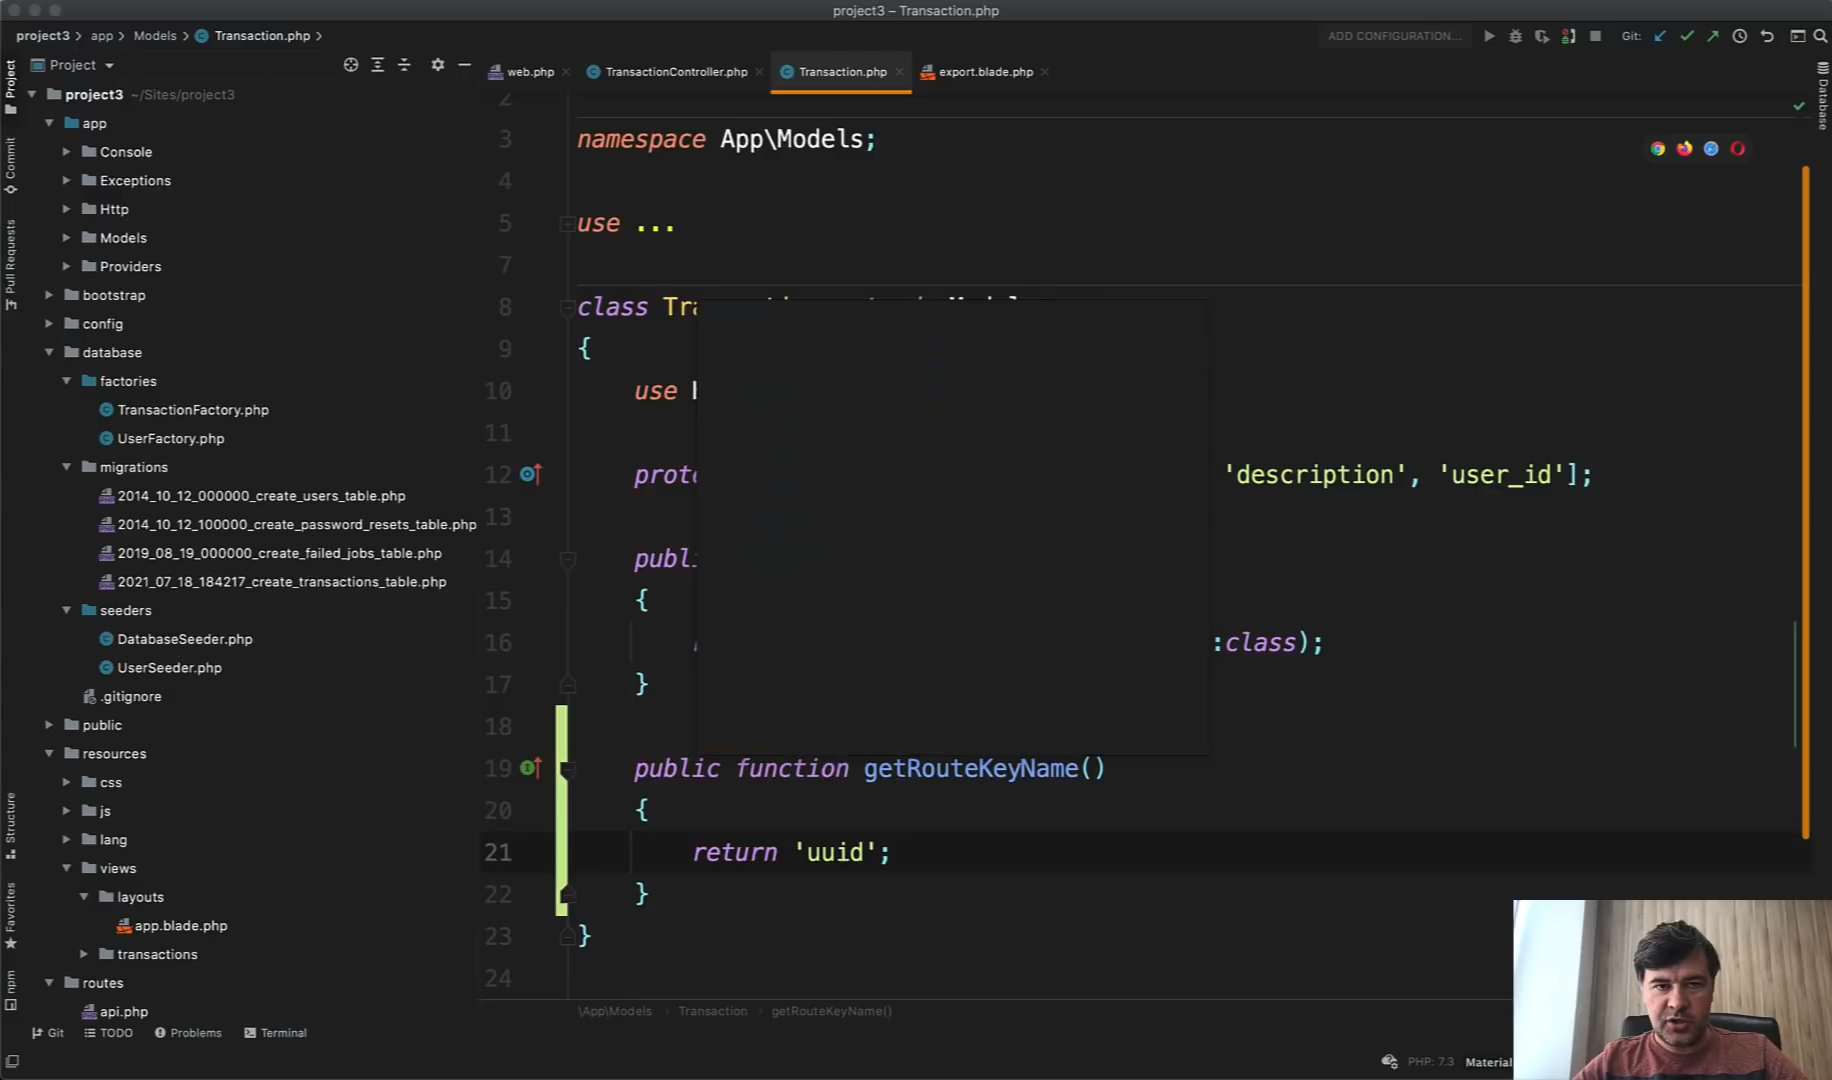 project3 – Transaction.php
project3 > app > Models > Transaction.php >
ADD CONFIGURATION...
Git:
Project
web.php
TransactionController.php
Transaction.php
export.blade.php
Project
Commit
Pull Requests
Structure
Favorites
npm
Database
project3 ~/Sites/project3
app
Console
Exceptions
Http
Models
Providers
bootstrap
config
database
factories
TransactionFactory.php
UserFactory.php
migrations
2014_10_12_000000_create_users_table.php
2014_10_12_100000_create_password_resets_table.php
2019_08_19_000000_create_failed_jobs_table.php
2021_07_18_184217_create_transactions_table.php
seeders
DatabaseSeeder.php
UserSeeder.php
.gitignore
public
resources
css
js
lang
views
layouts
app.blade.php
transactions
routes
api.php
2
3 namespace App\Models;
4
5 use ...
7
8 class
9 {
10 use
11
12 'description', 'user_id'];
13
14
15 {
16 :class);
17 }
18
19 public function getRouteKeyName()
20 {
21 return 'uuid';
22 }
23 }
24
\App\Models > Transaction > getRouteKeyName()
Git
TODO
Problems
Terminal
PHP: 7.3
Material